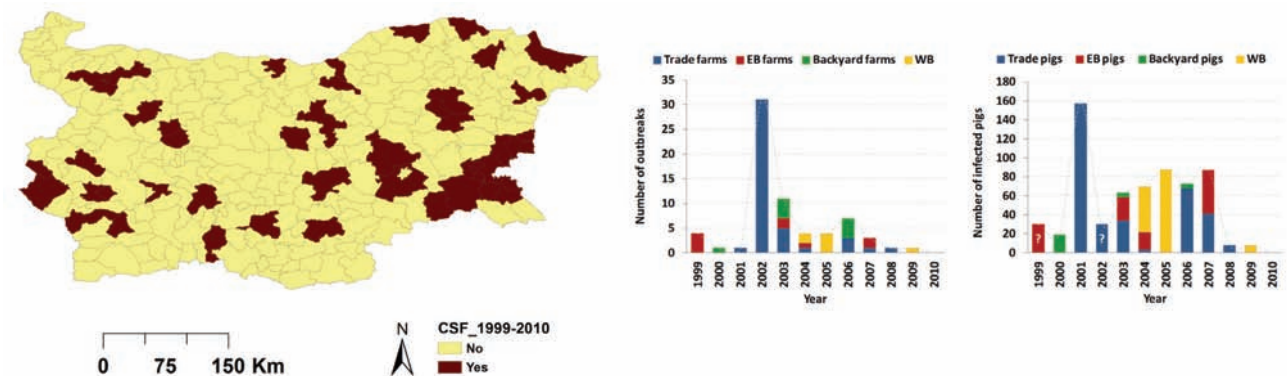 0 75 150 Km
N
CSF_1999-2010
No
Yes
Trade farms EB farms Backyard farms WB
Number of outbreaks
35
30
25
20
15
10
5
0
1999 2000 2001 2002 2003 2004 2005 2006 2007 2008 2009 2010
Year
Trade pigs EB pigs Backyard pigs WB
Number of infected pigs
180
160
140
120
100
80
60
40
20
0
? ?
1999 2000 2001 2002 2003 2004 2005 2006 2007 2008 2009 2010
Year